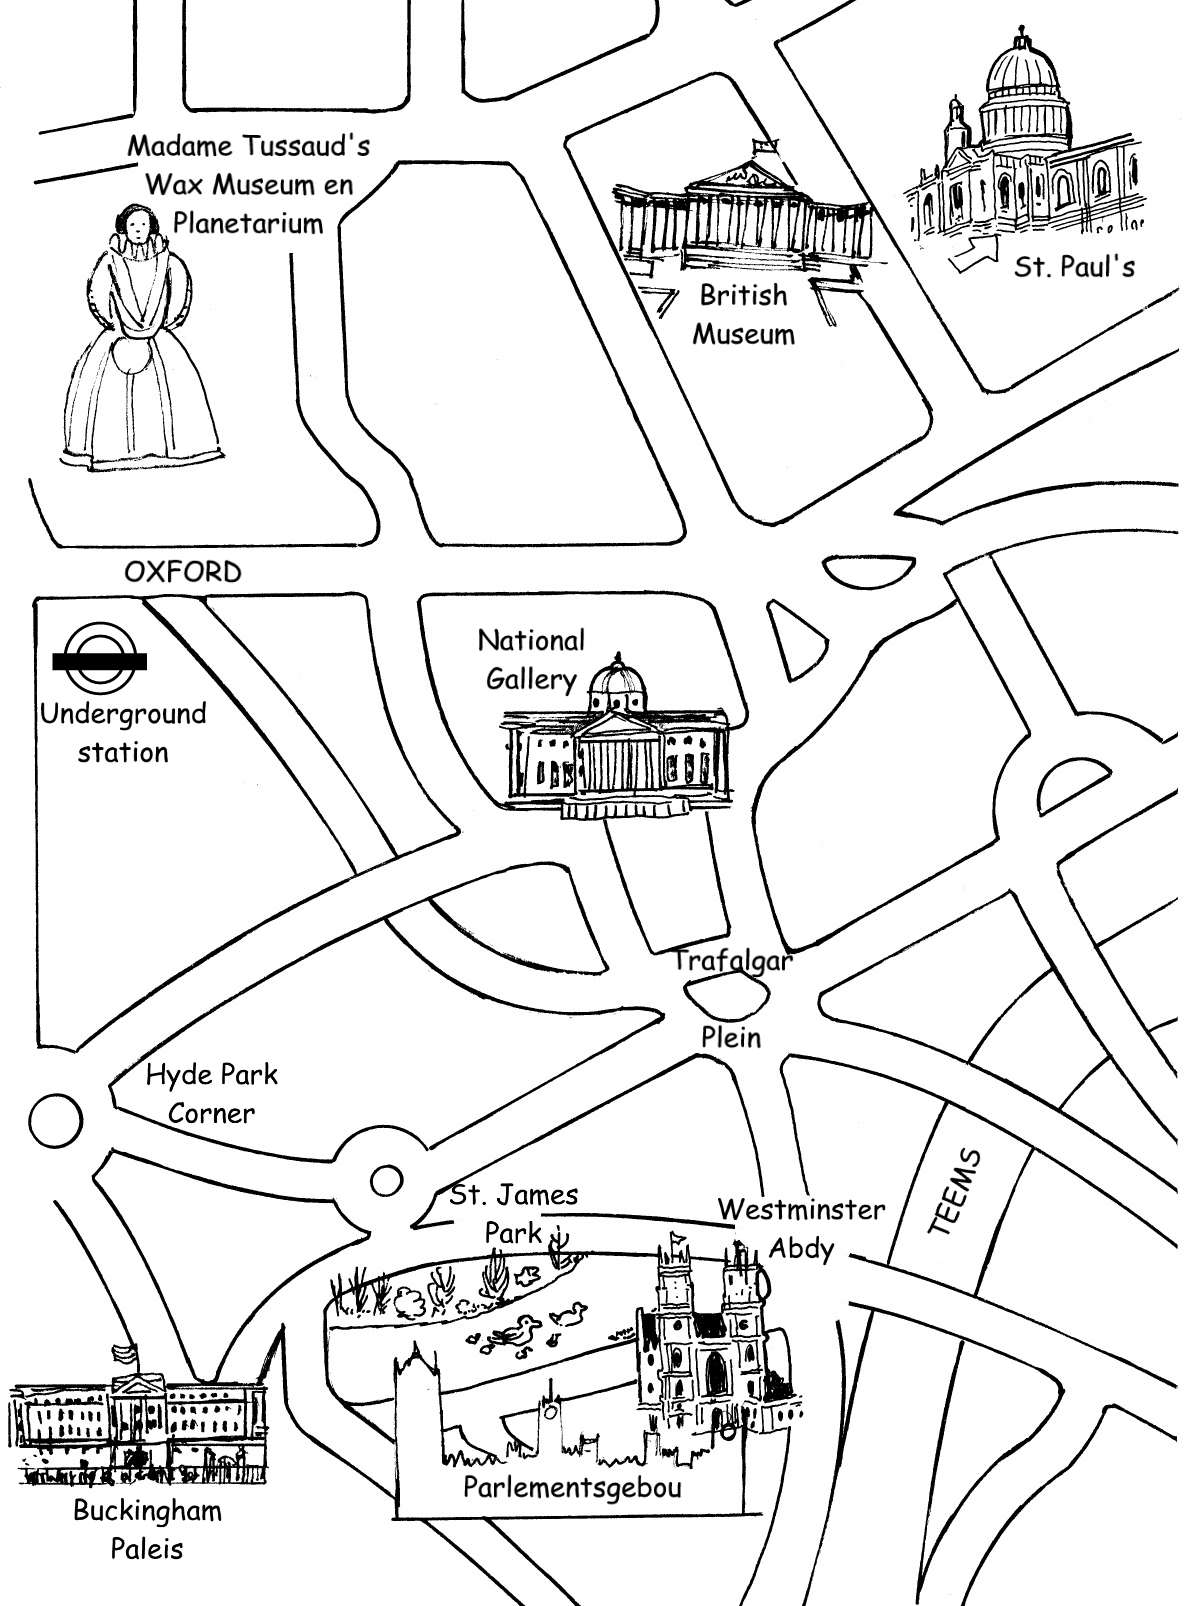 Madame Tussaud's
Wax Museum en
Planetarium
St. Paul's
British
Museum
OXFORD
National
Gallery
Underground
station
Trafalgar
Plein
Hyde Park
Corner
TEEMS
St. James
Park
Westminster
Abdy
Parlementsgebou
Buckingham
Paleis